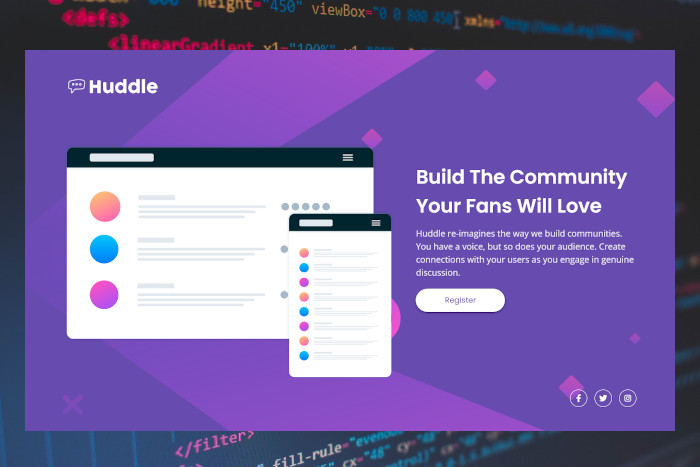 height="450" viewBox="0 0 800 450" xmlns=
<defs>
<linearGradient x1="100%"
Huddle
Build The Community
Your Fans Will Love
Huddle re-imagines the way we build communities.
You have a voice, but so does your audience. Create
connections with your users as you engage in genuine
discussion.
Register
</filter>
fill-rule="evenodd